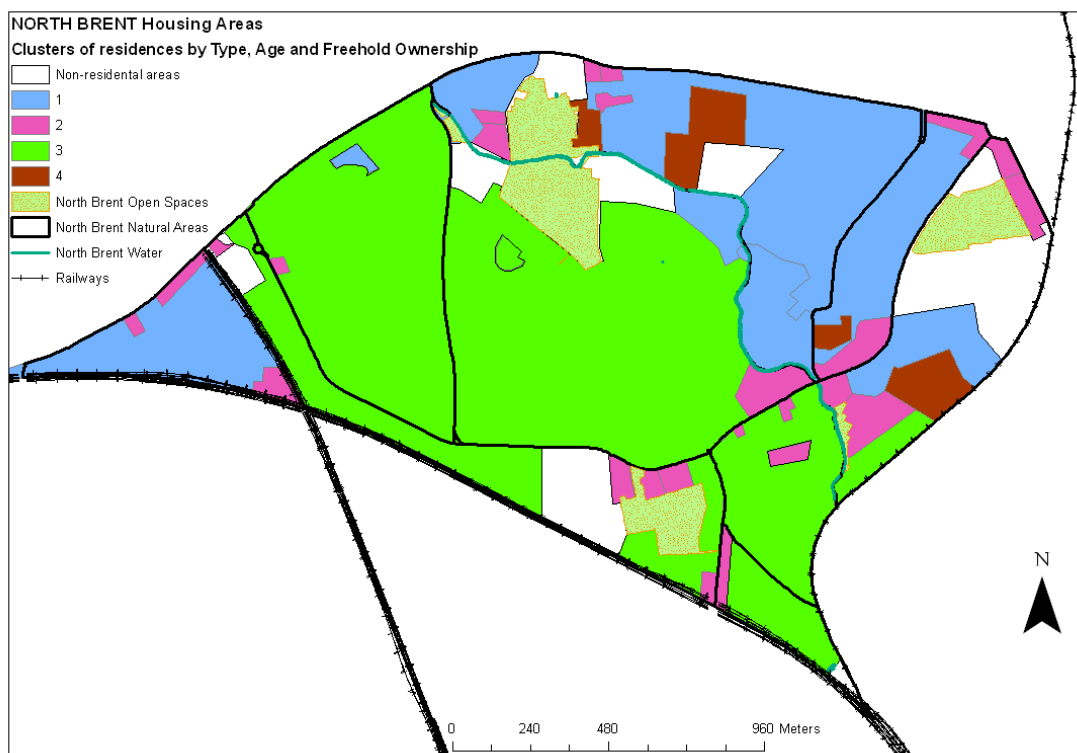 NORTH BRENT Housing Areas
Clusters of residences by Type, Age and Freehold Ownership
Non-residental areas
1
2
3
4
North Brent Open Spaces
North Brent Natural Areas
North Brent Water
Railways
N
0 240 480 960 Meters